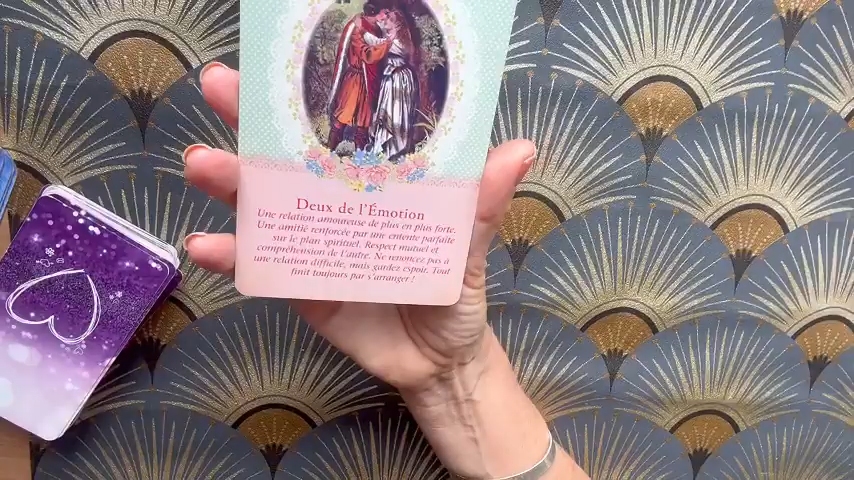 Deux de l'Émotion
Une relation amoureuse de plus en plus forte.
Une amitié renforcée par une entente parfaite
sur le plan spirituel. Respect mutuel et
compréhension de l'autre. Ne renoncez pas à
une relation difficile, mais gardez espoir. Tout
finit toujours par s'arranger !